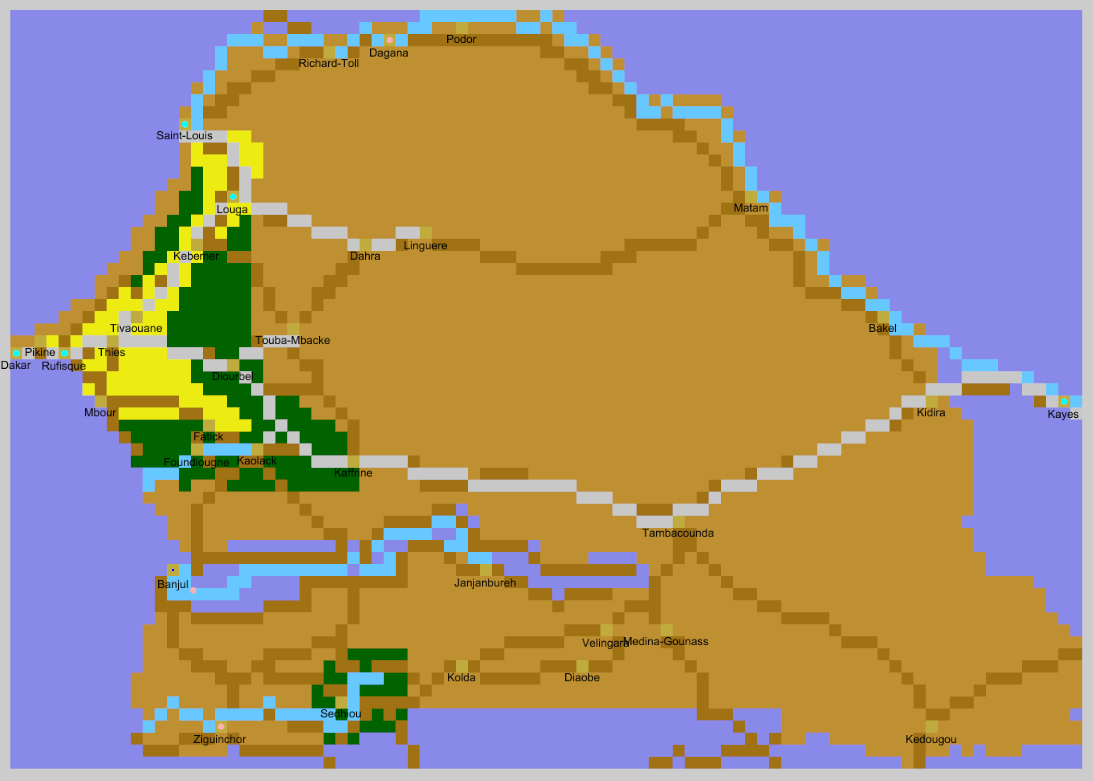 Podor
Dagana
Richard-Toll
Saint-Louis
Louga
Matam
Linguere
Dahra
Kebemer
Tivaouane
Bakel
Touba-Mbacke
Pikine
Thies
Dakar
Rufisque
Diourbel
Mbour
Kidira
Kayes
Fatick
Foundiougne
Kaolack
Kaffrine
Tambacounda
Banjul
Janjanbureh
Velingara
Medina-Gounass
Kolda
Diaobe
Sedhiou
Ziguinchor
Kedougou